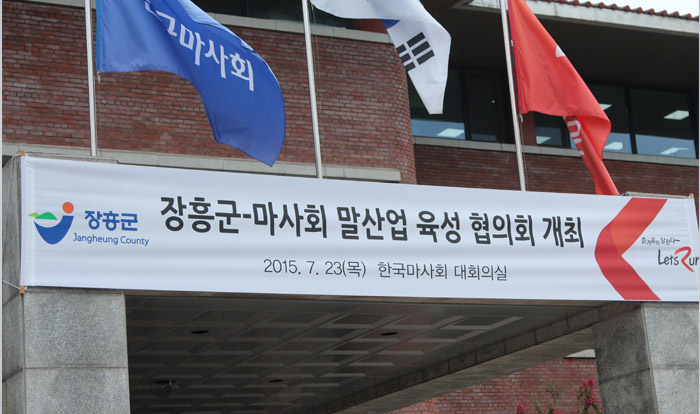 한국마사회
장흥군
Jangheung County
장흥군-마사회 말산업 육성 협의회 개최
2015. 7. 23(목) 한국마사회 대회의실
Let's Run